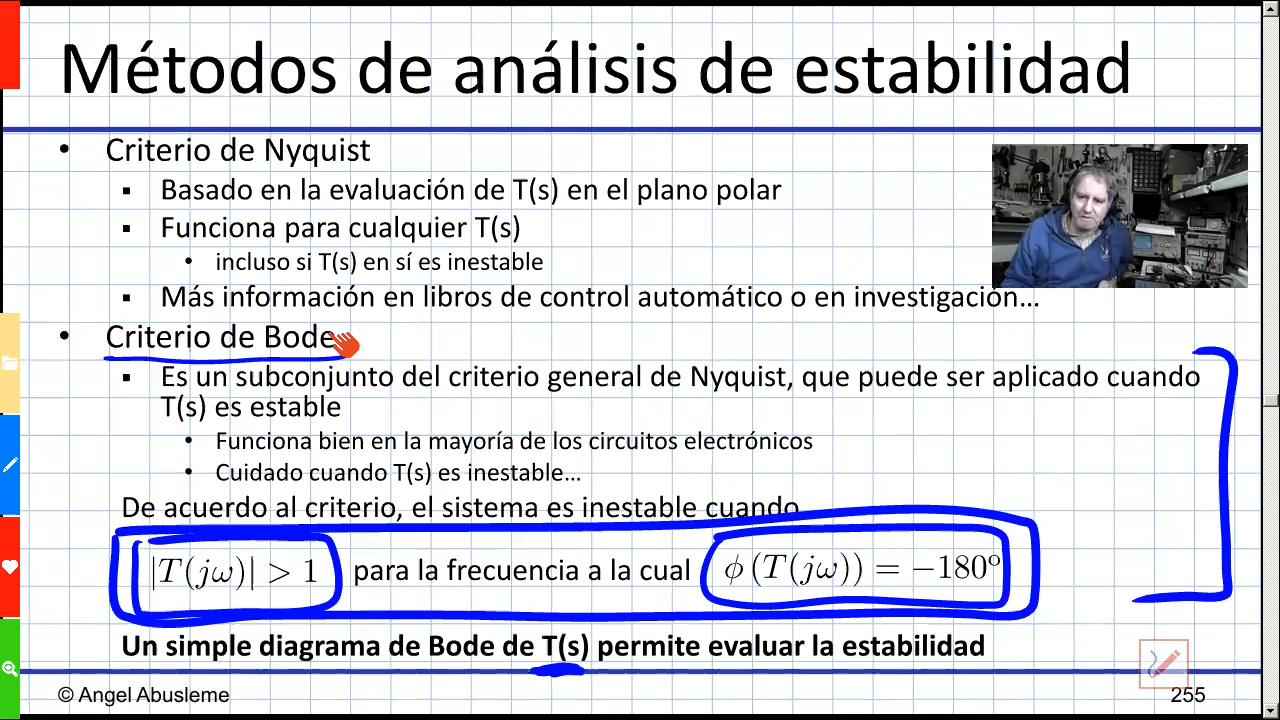 Métodos de análisis de estabilidad
• Criterio de Nyquist
▪ Basado en la evaluación de T(s) en el plano polar
▪ Funciona para cualquier T(s)
• incluso si T(s) en sí es inestable
▪ Más información en libros de control automático o en investigación…
• Criterio de Bode
▪ Es un subconjunto del criterio general de Nyquist, que puede ser aplicado cuando
T(s) es estable
• Funciona bien en la mayoría de los circuitos electrónicos
• Cuidado cuando T(s) es inestable…
De acuerdo al criterio, el sistema es inestable cuando
|T(jω)| > 1 para la frecuencia a la cual ϕ (T(jω)) = −180º
Un simple diagrama de Bode de T(s) permite evaluar la estabilidad
© Angel Abusleme 255